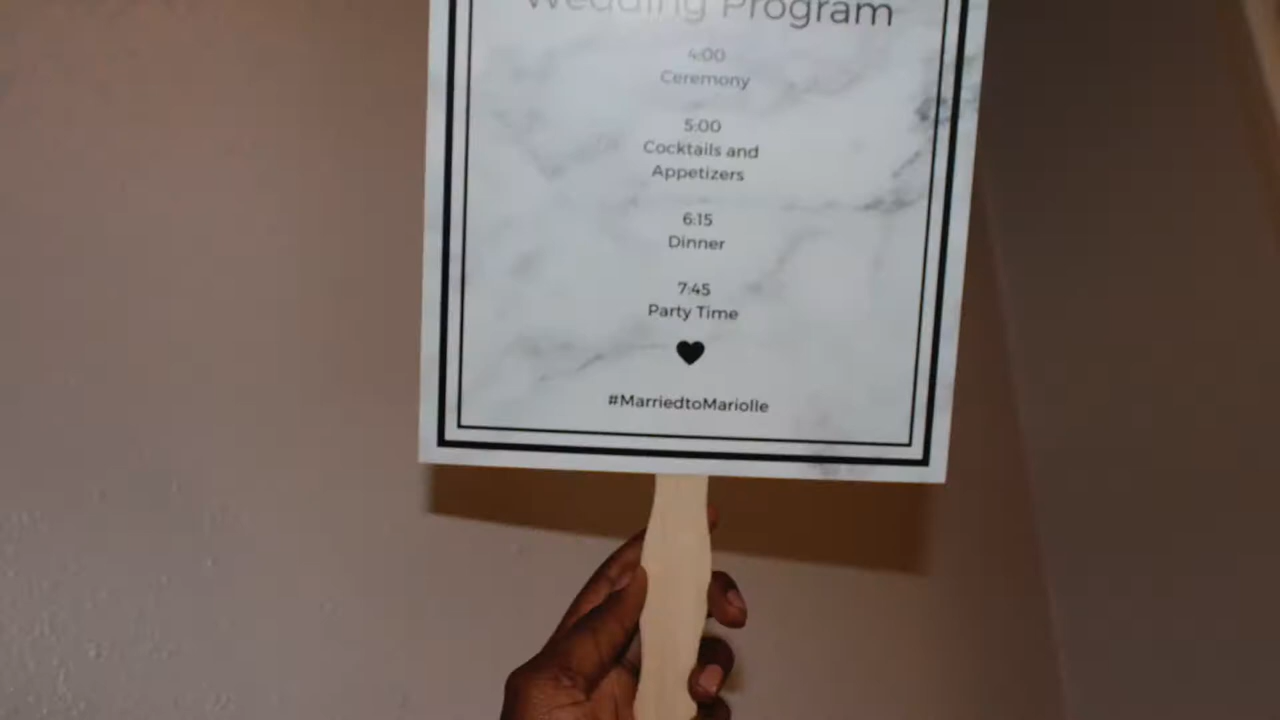 Wedding Program
4:00
Ceremony
5:00
Cocktails and
Appetizers
6:15
Dinner
7:45
Party Time
#MarriedtoMariolle